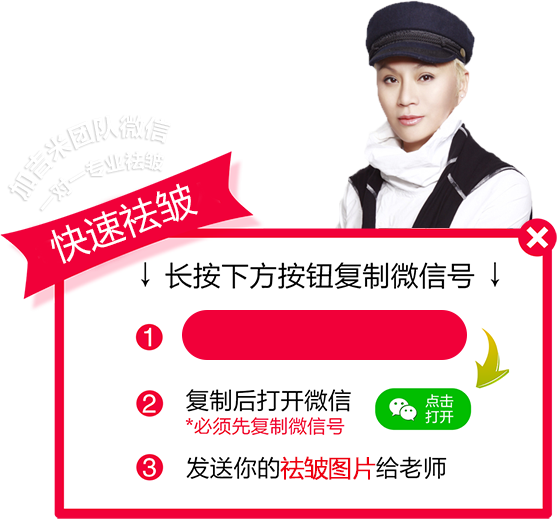 加吉米团队微信
一对一专业祛皱
快速祛皱
↓ 长按下方按钮复制微信号 ↓
1
2 复制后打开微信
*必须先复制微信号
点击
打开
3 发送你的祛皱图片给老师